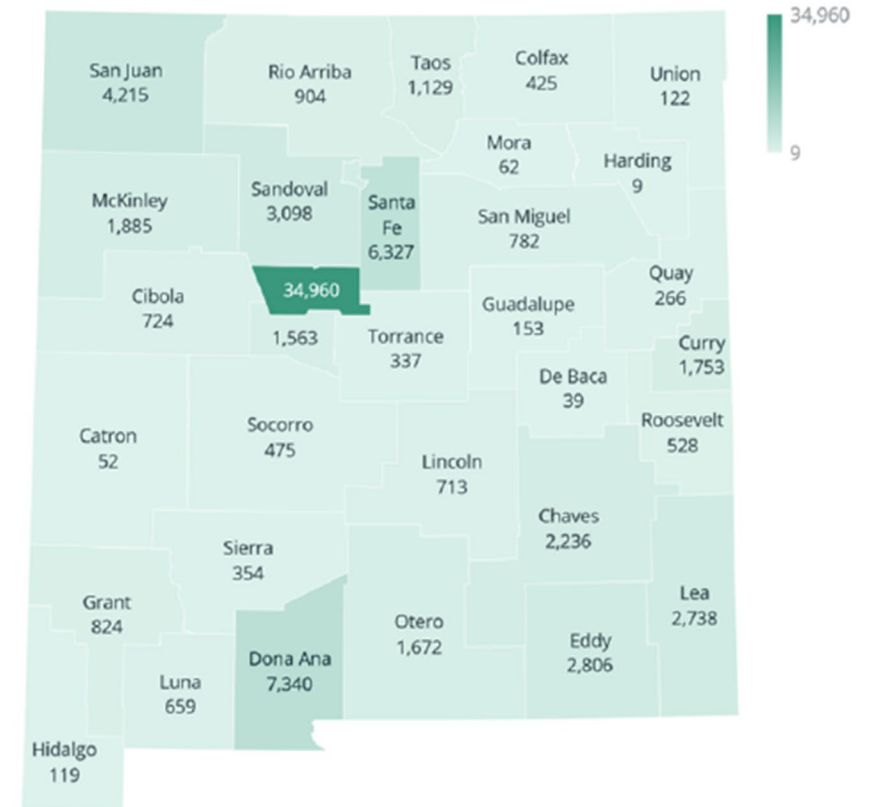 34,960
9
San Juan
4,215
Rio Arriba
904
Taos
1,129
Colfax
425
Union
122
Mora
62
Harding
9
McKinley
1,885
Sandoval
3,098
Santa
Fe
6,327
San Miguel
782
Cibola
724
34,960
1,563
Torrance
337
Guadalupe
153
Quay
266
Curry
1,753
De Baca
39
Roosevelt
528
Catron
52
Socorro
475
Lincoln
713
Chaves
2,236
Sierra
354
Grant
824
Lea
2,738
Otero
1,672
Eddy
2,806
Dona Ana
7,340
Luna
659
Hidalgo
119